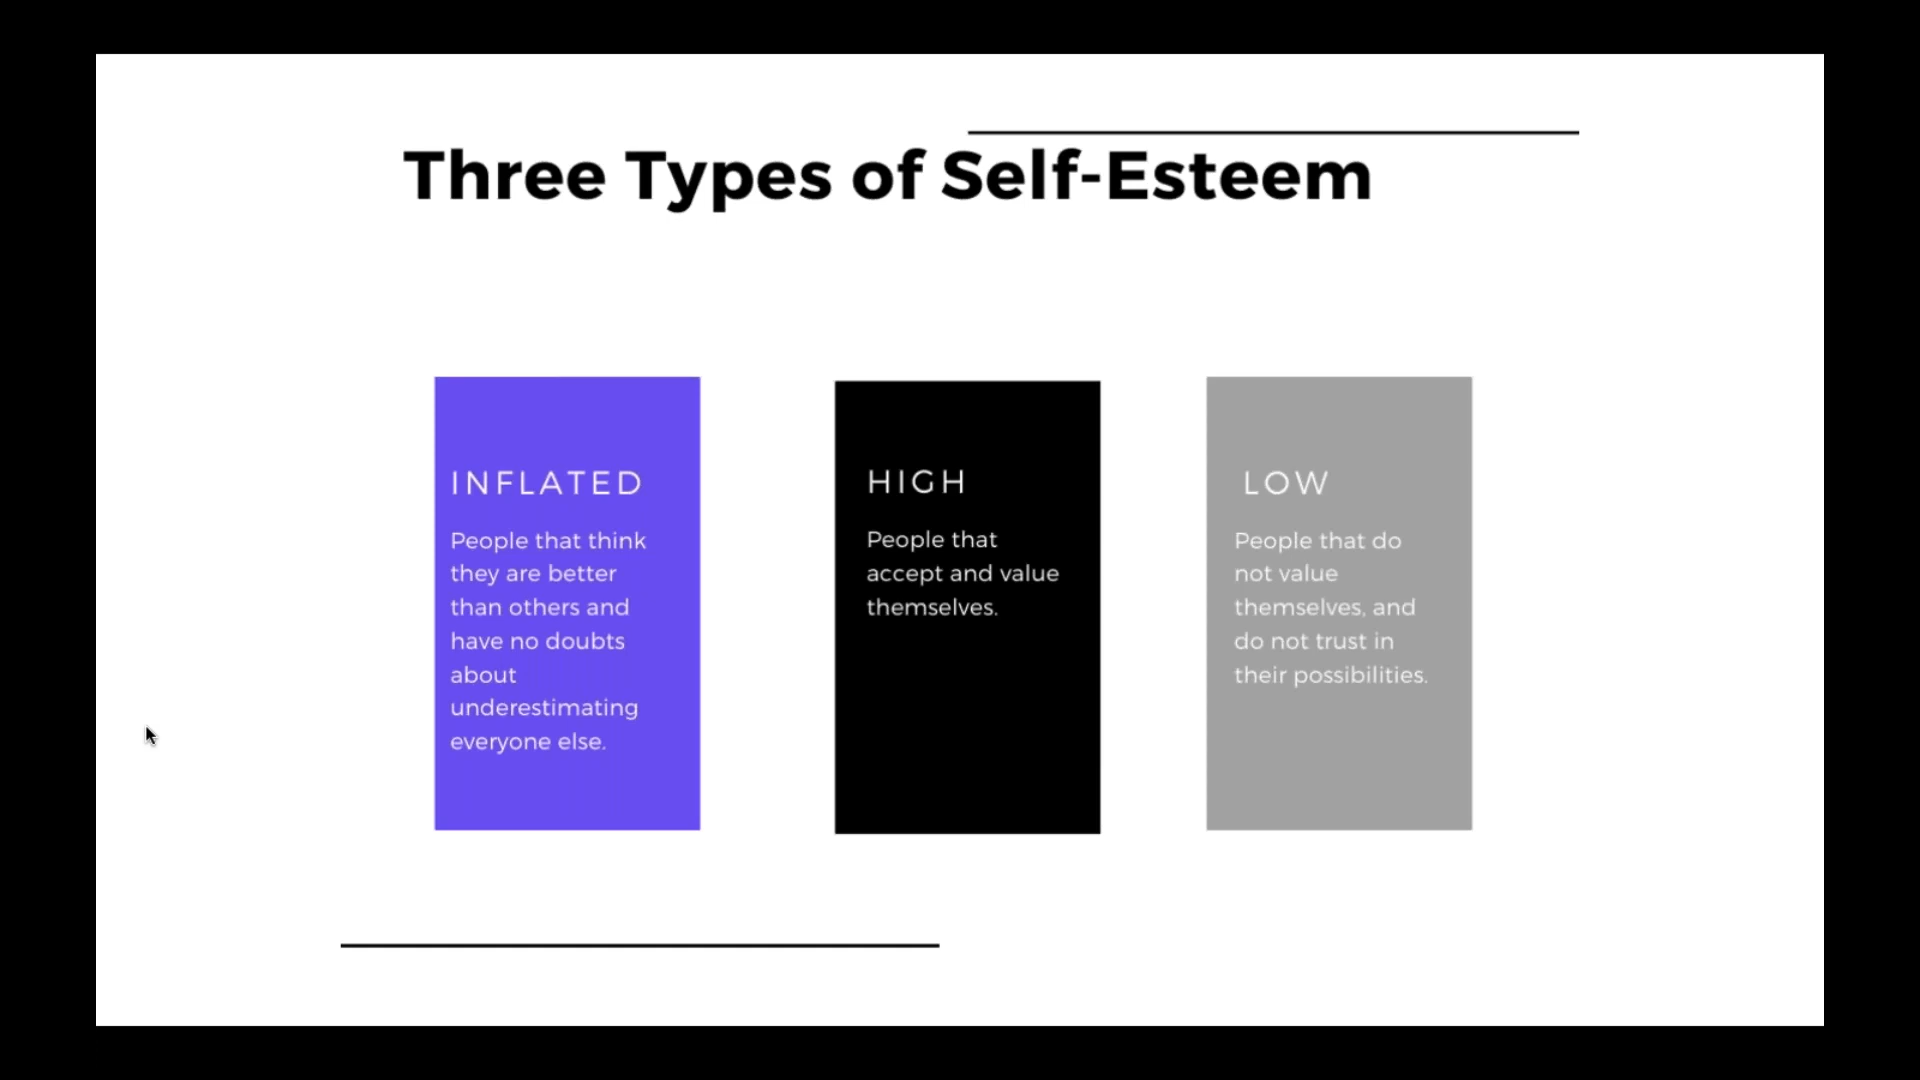 Three Types of Self-Esteem
INFLATED
People that think
they are better
than others and
have no doubts
about
underestimating
everyone else.
HIGH
People that
accept and value
themselves.
LOW
People that do
not value
themselves, and
do not trust in
their possibilities.